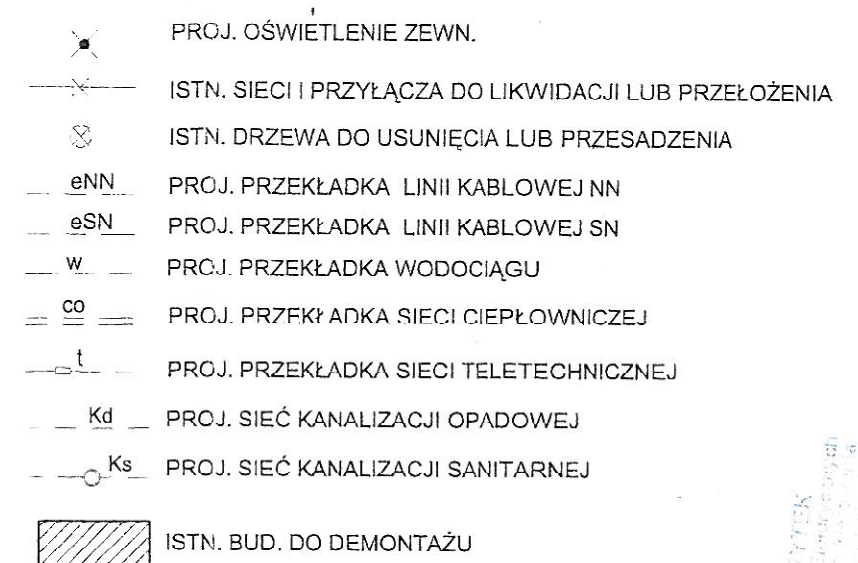 PROJ. OŚWIETLENIE ZEWN.
ISTN. SIECI I PRZYŁĄCZA DO LIKWIDACJI LUB PRZEŁOŻENIA
ISTN. DRZEWA DO USUNIĘCIA LUB PRZESADZENIA
eNN PROJ. PRZEKŁADKA LINII KABLOWEJ NN
eSN PROJ. PRZEKŁADKA LINII KABLOWEJ SN
w PROJ. PRZEKŁADKA WODOCIĄGU
co PROJ. PRZEKŁADKA SIECI CIEPŁOWNICZEJ
t PROJ. PRZEKŁADKA SIECI TELETECHNICZNEJ
Kd PROJ. SIEĆ KANALIZACJI OPADOWEJ
Ks PROJ. SIEĆ KANALIZACJI SANITARNEJ
ISTN. BUD. DO DEMONTAŻU